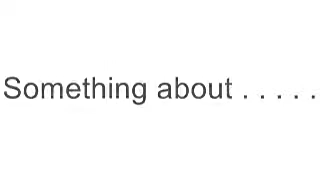 Something about . . . . .